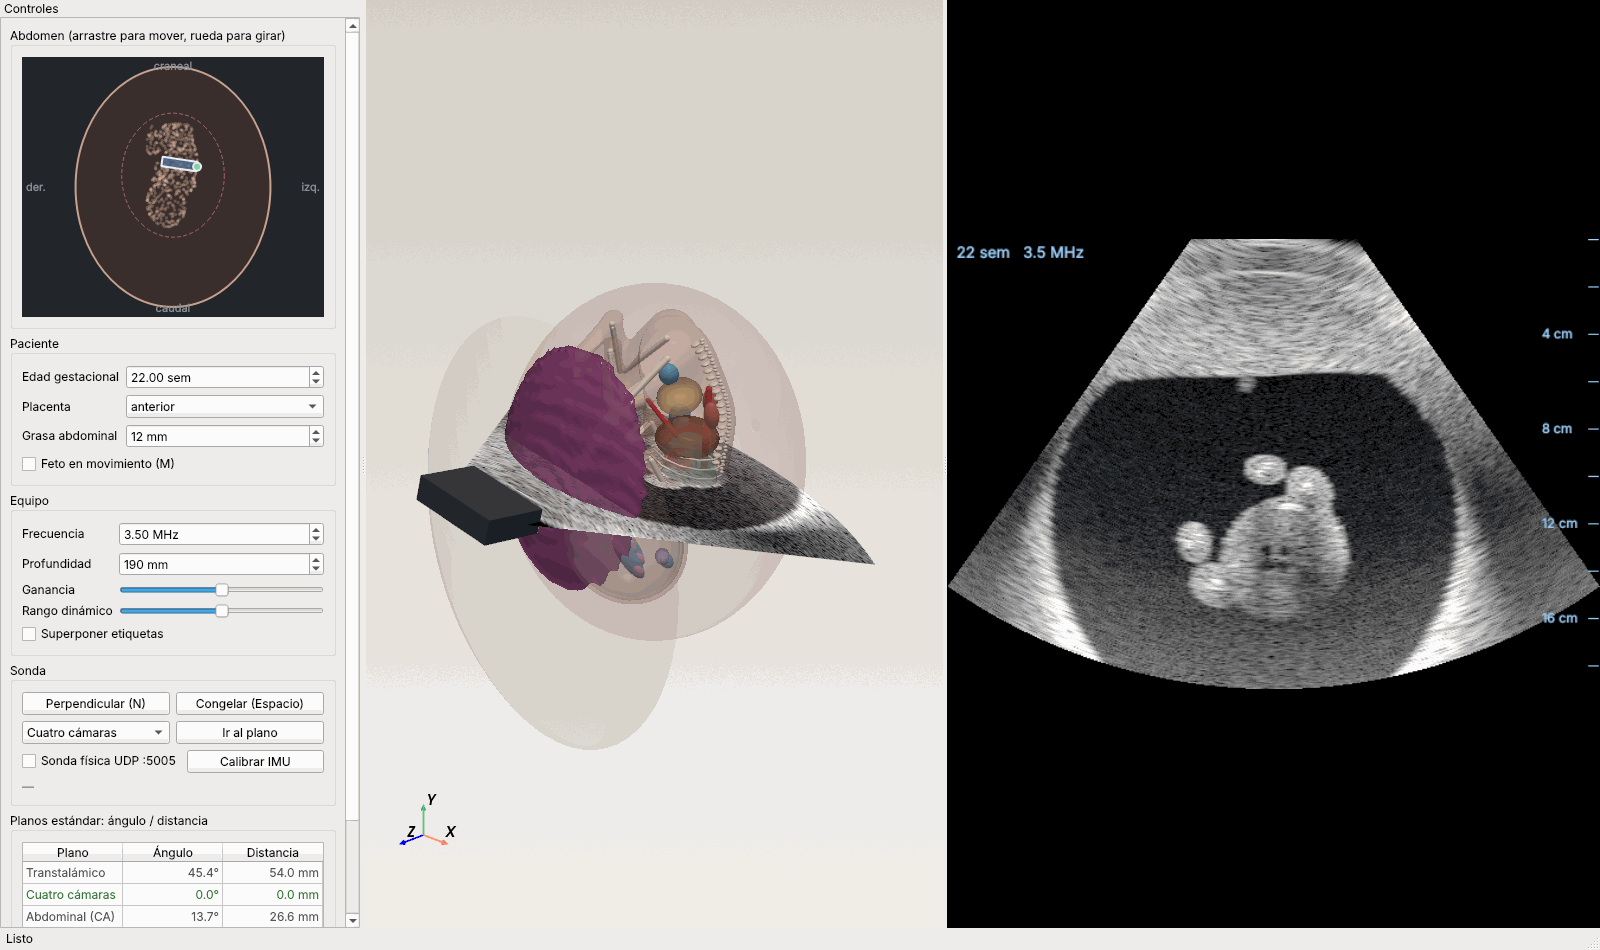 Controles
Abdomen (arrastre para mover, rueda para girar)
craneal
der.
izq.
caudal
Paciente
Edad gestacional 22.00 sem
Placenta anterior
Grasa abdominal 12 mm
Feto en movimiento (M)
Equipo
Frecuencia 3.50 MHz
Profundidad 190 mm
Ganancia
Rango dinámico
Superponer etiquetas
Sonda
Perpendicular (N) Congelar (Espacio)
Cuatro cámaras Ir al plano
Sonda física UDP :5005 Calibrar IMU
—
Planos estándar: ángulo / distancia
Plano Ángulo Distancia
Transtalámico 45.4° 54.0 mm
Cuatro cámaras 0.0° 0.0 mm
Abdominal (CA) 13.7° 26.6 mm
Listo
Y
Z X
22 sem 3.5 MHz
4 cm
8 cm
12 cm
16 cm